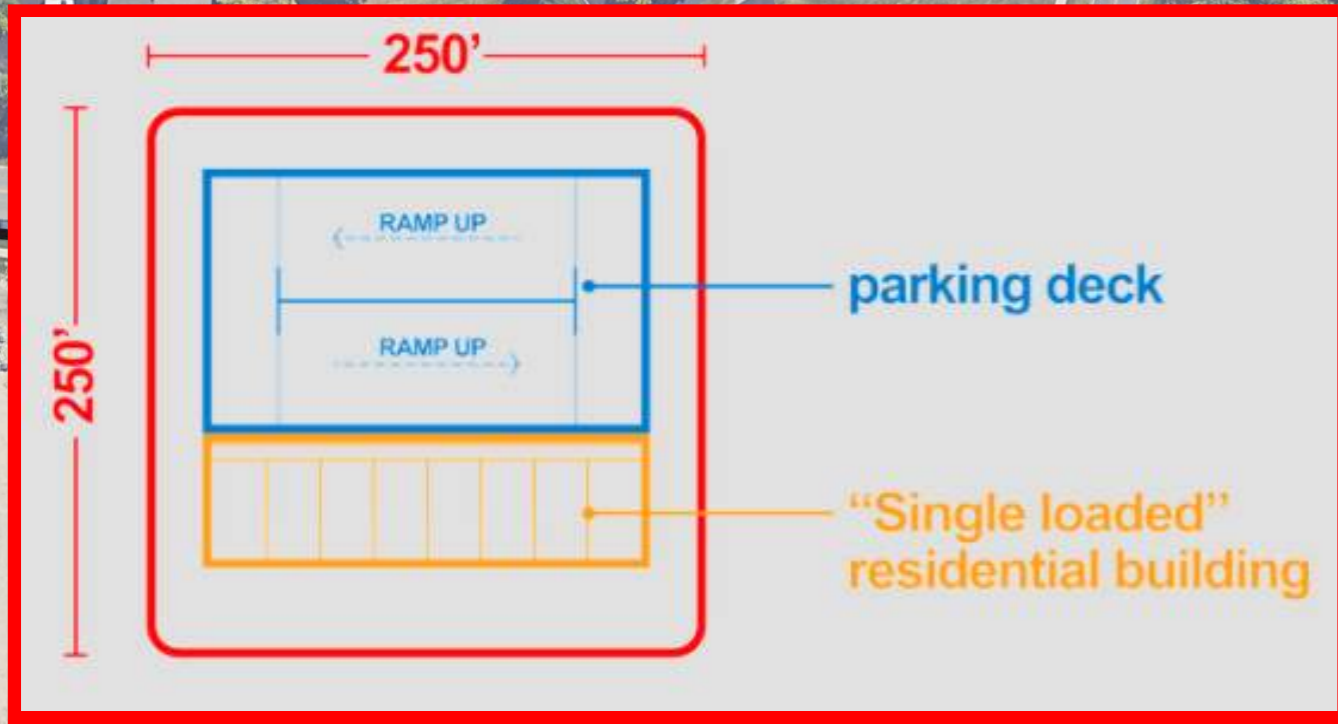 250’
250’
RAMP UP
RAMP UP
parking deck
“Single loaded”
residential building